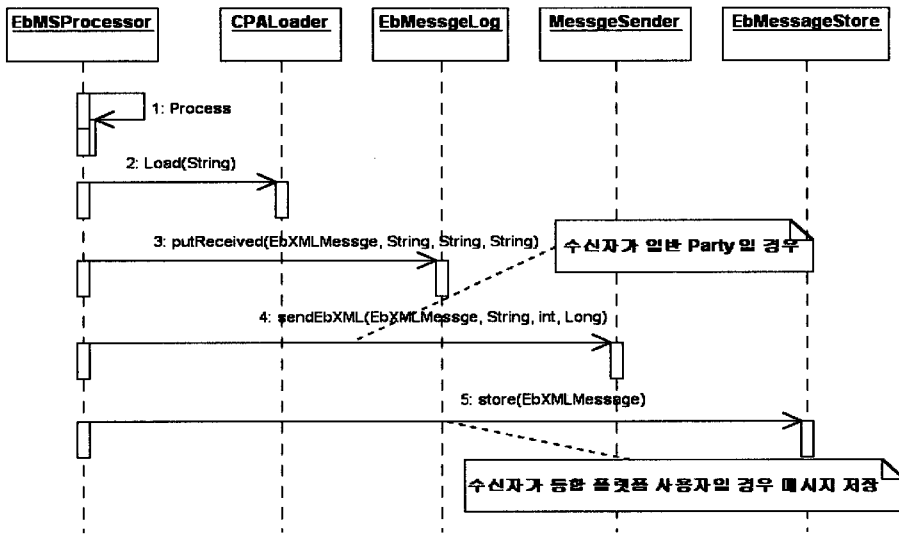 EbMSProcessor
CPALoader
EbMessgeLog
MessgeSender
EbMessageStore
1: Process
2: Load(String)
3: putReceived(EbXMLMessge, String, String, String)
수신자가 일반 Party 일 경우
4: sendEbXML(EbXMLMessge, String, int, Long)
5: store(EbXMLMessage)
수신자가 통합 플랫폼 사용자일 경우 메시지 저장